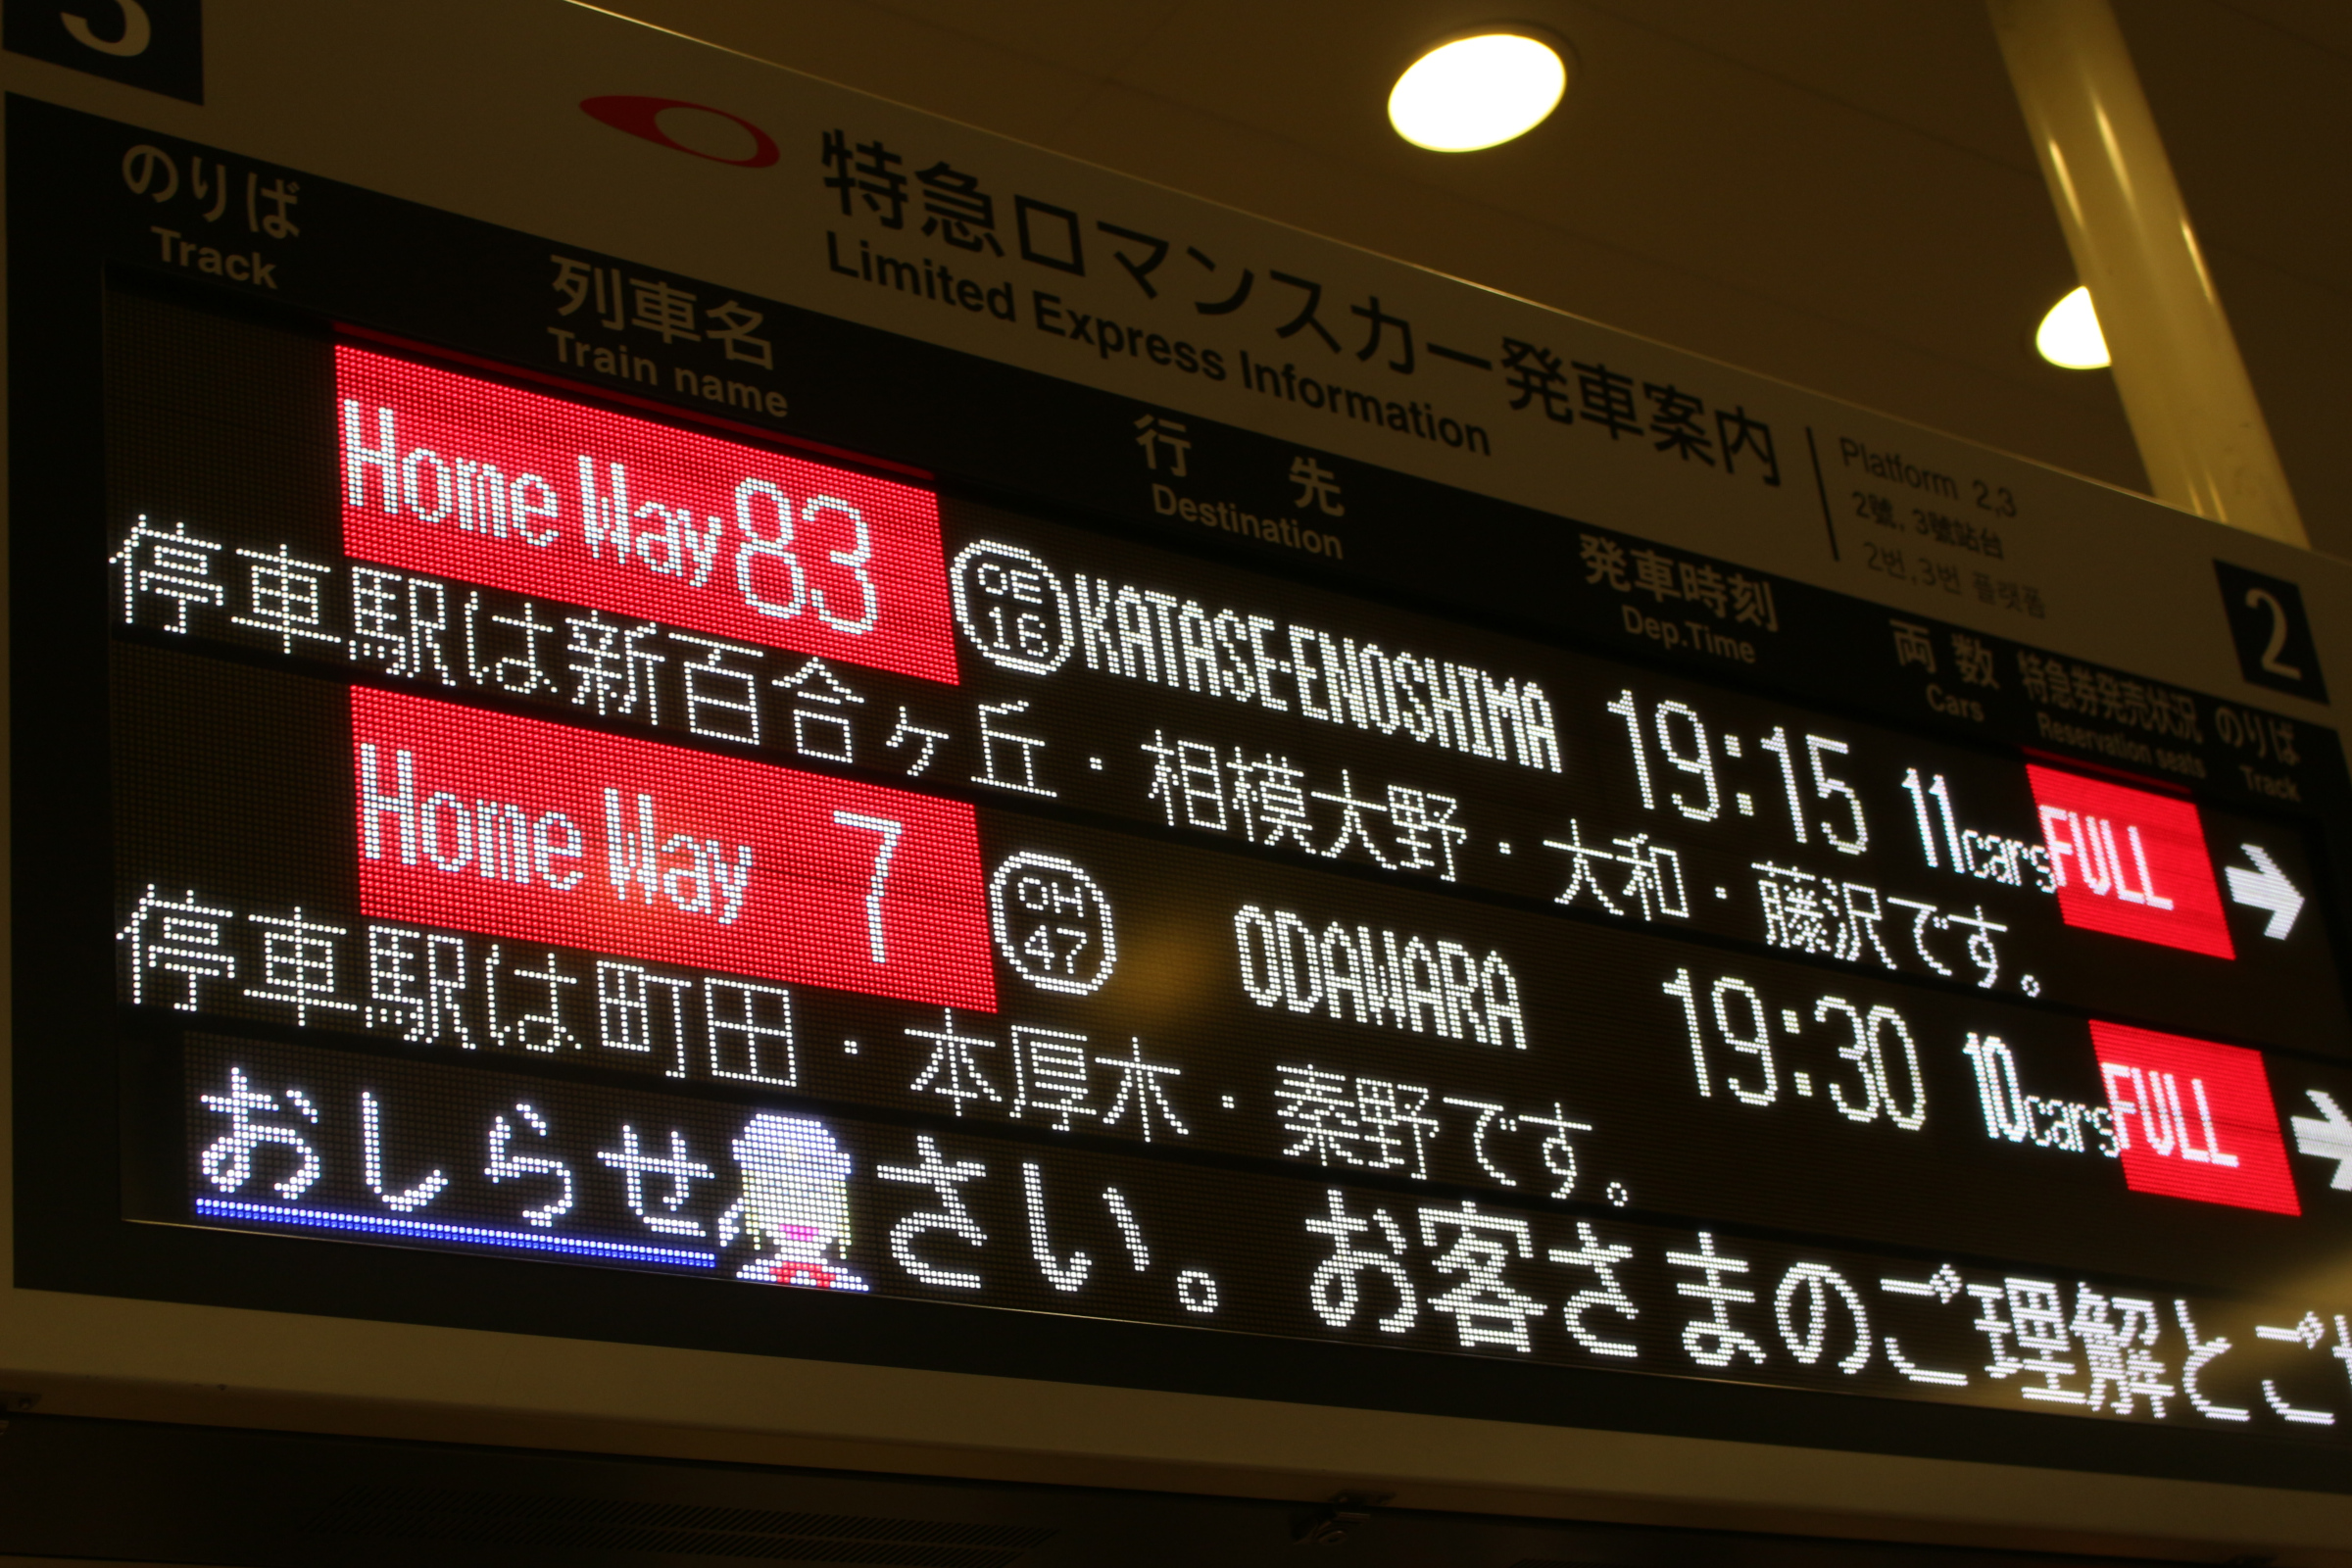 3
特急ロマンスカー発車案内
Limited Express Information
Platform 2,3
2號, 3號站台
2번,3번 플랫폼
2
のりば 列車名 行先 発車時刻 両数 特急券発売状況 のりば
Track Train name Destination Dep.Time Cars Reservation seats Track
Home Way 83 OE 16 KATASE-ENOSHIMA 19:15 11cars FULL →
停車駅は新百合ヶ丘・相模大野・大和・藤沢です。
Home Way 7 OH 47 ODAWARA 19:30 10cars FULL →
停車駅は町田・本厚木・秦野です。
おしらせ さい。お客さまのご理解とご